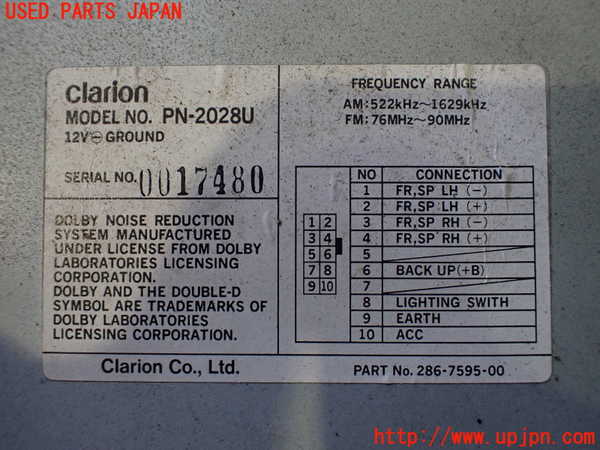 USED PARTS JAPAN
clarion
MODEL NO. PN-2028U
12V⊖GROUND
SERIAL NO. 0017480
DOLBY NOISE REDUCTION
SYSTEM MANUFACTURED
UNDER LICENSE FROM DOLBY
LABORATORIES LICENSING
CORPORATION.
DOLBY AND THE DOUBLE-D
SYMBOL ARE TRADEMARKS OF
DOLBY LABORATORIES
LICENSING CORPORATION.
Clarion Co., Ltd.
FREQUENCY RANGE
AM:522kHz~1629kHz
FM:76MHz~90MHz
1 2
3 4
5 6
7 8
9 10
NO CONNECTION
1 FR,SP LH (-)
2 FR,SP LH (+)
3 FR,SP RH (-)
4 FR,SP RH (+)
5
6 BACK UP(+B)
7
8 LIGHTING SWITH
9 EARTH
10 ACC
PART No. 286-7595-00
http://www.upjpn.com/